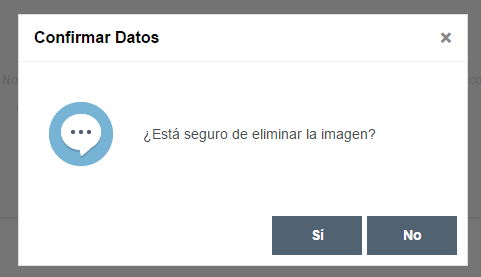 Confirmar Datos
¿Está seguro de eliminar la imagen?
Sí
No